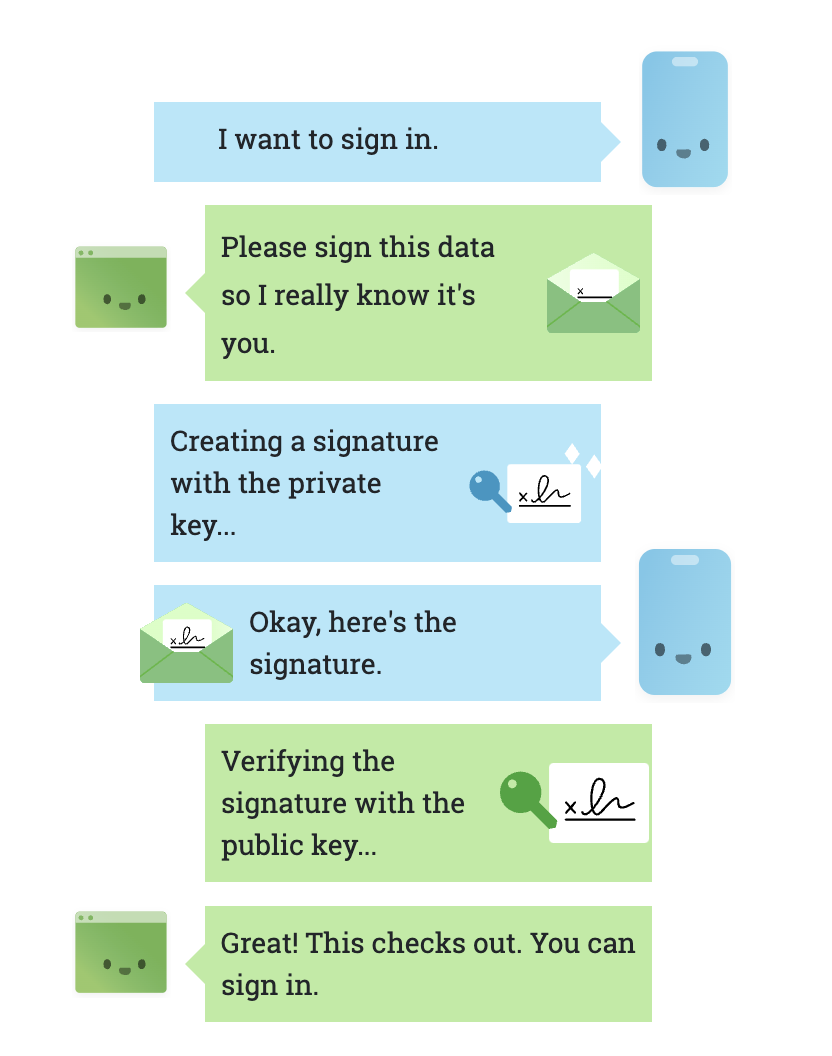 I want to sign in.
Please sign this data
so I really know it's
you.
x
Creating a signature
with the private
key...
x
Okay, here's the
signature.
x
Verifying the
signature with the
public key...
x
Great! This checks out. You can
sign in.